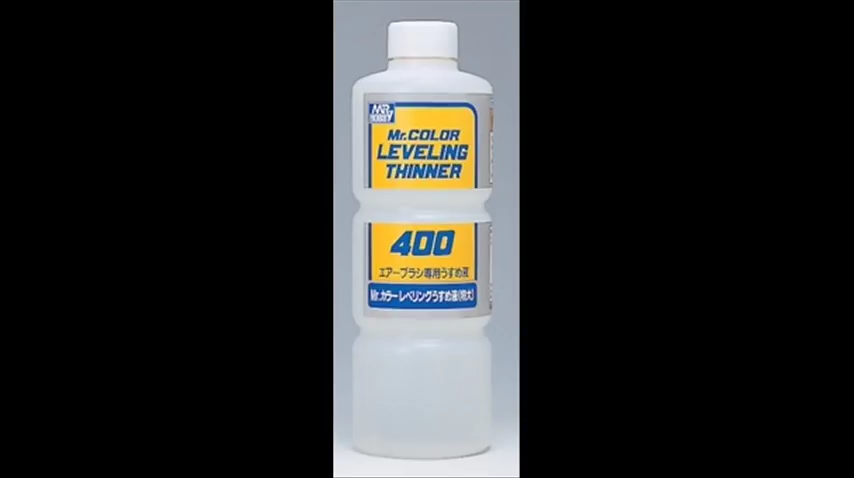 MR.
HOBBY
Mr.COLOR
LEVELING
THINNER
400
エアーブラシ専用うすめ液
Mr.カラー レベリングうすめ液(特大)